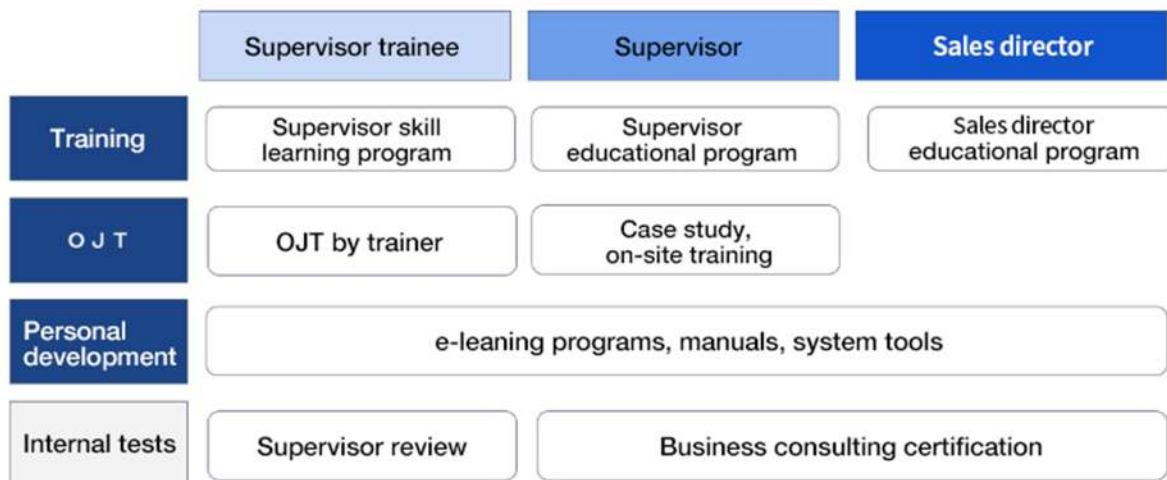 Supervisor trainee
Supervisor
Sales director
Training
Supervisor skill
learning program
Supervisor
educational program
Sales director
educational program
OJT
OJT by trainer
Case study,
on-site training
Personal
development
e-leaning programs, manuals, system tools
Internal tests
Supervisor review
Business consulting certification